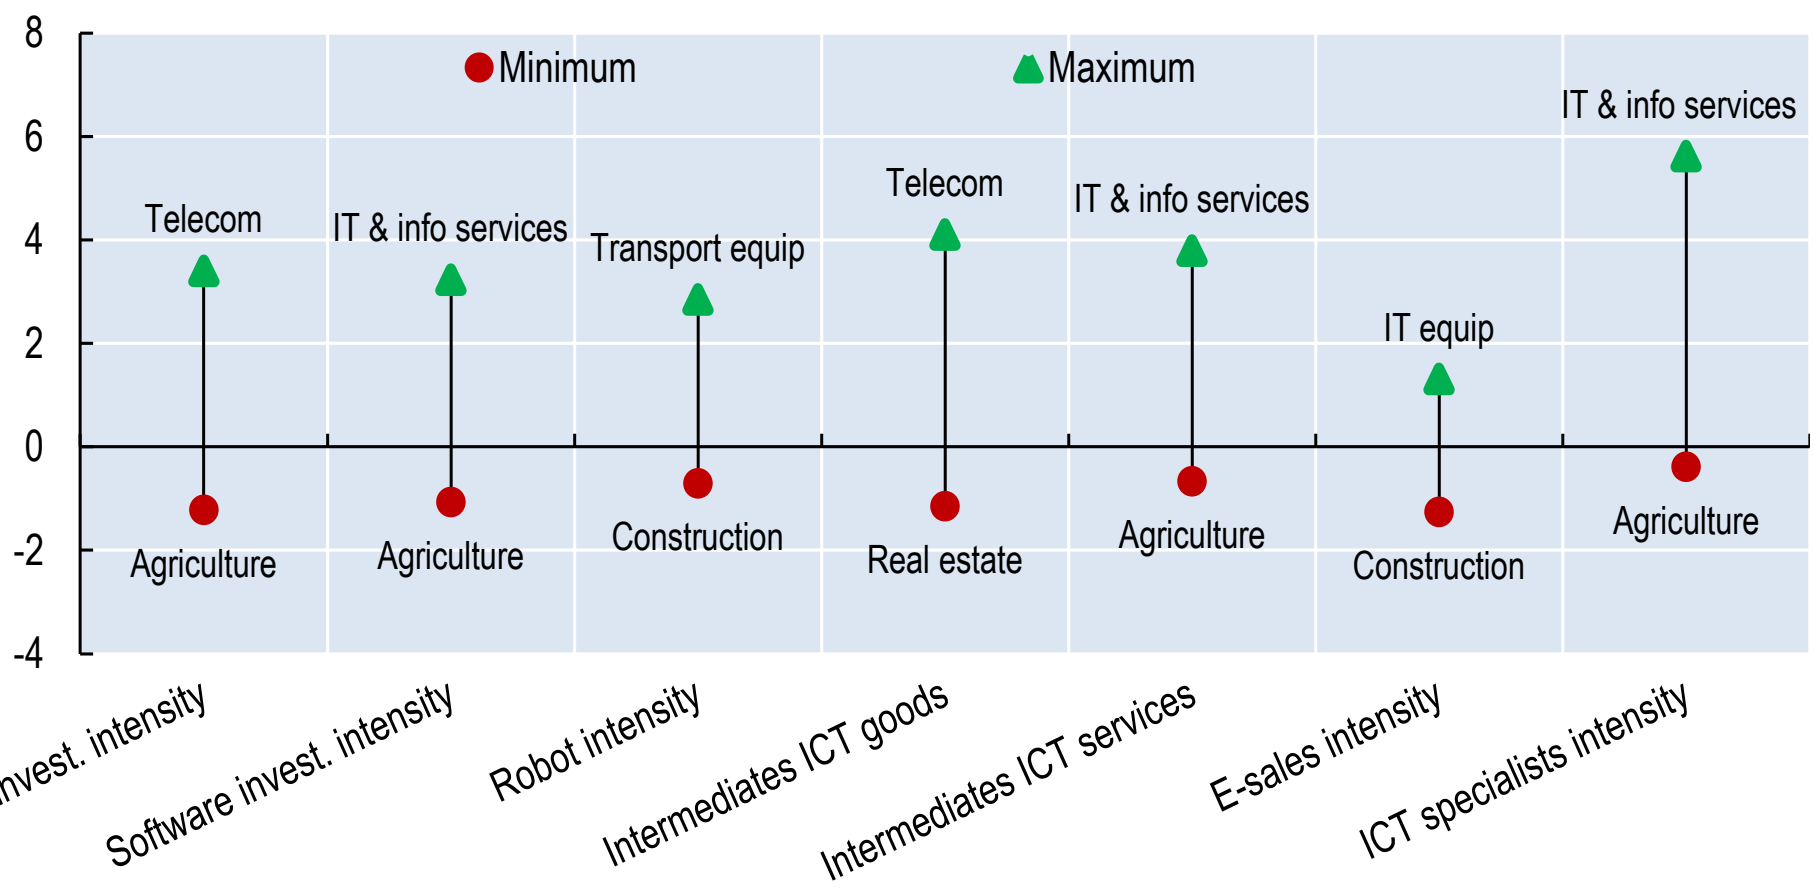 8
6
4
2
0
-2
-4
Minimum
Maximum
Telecom
IT & info services
Transport equip
Telecom
IT & info services
IT equip
IT & info services
Agriculture
Agriculture
Construction
Real estate
Agriculture
Construction
Agriculture
invest. intensity
Software invest. intensity
Robot intensity
Intermediates ICT goods
Intermediates ICT services
E-sales intensity
ICT specialists intensity